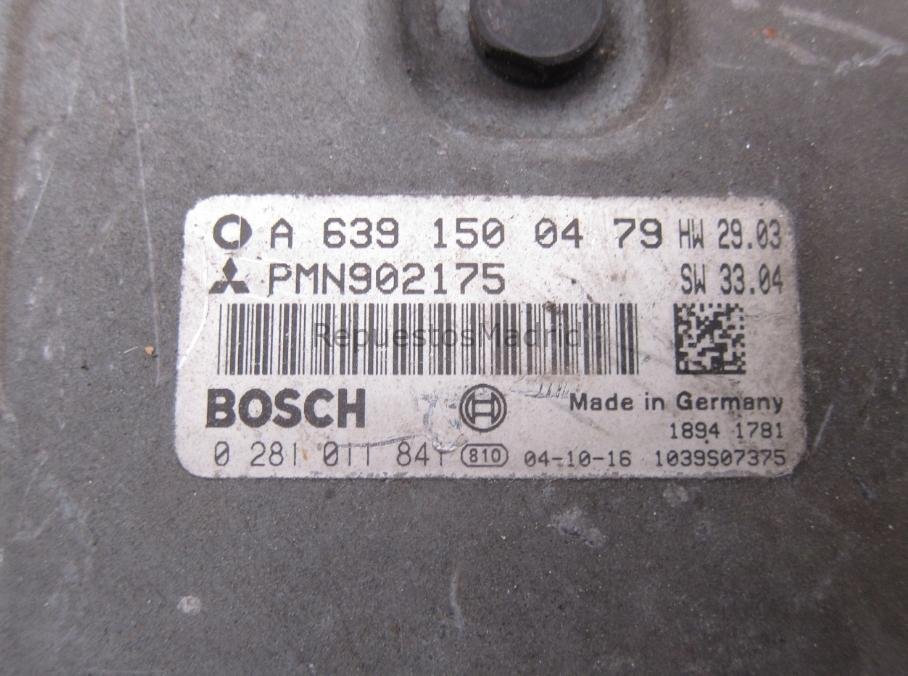 A 639 150 04 79 HW 29.03
PMN902175 SW 33.04
RepuestosMadrid
BOSCH Made in Germany
1894 1781
0 281 011 841 810 04-10-16 1039S07375